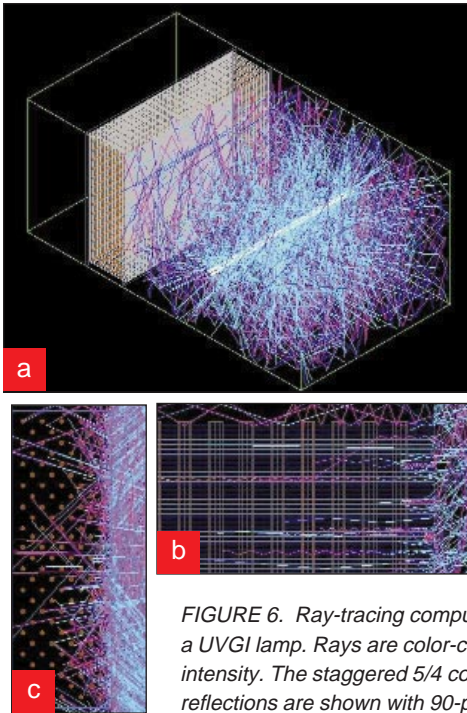 a
b
c
FIGURE 6. Ray-tracing compu
a UVGI lamp. Rays are color-c
intensity. The staggered 5/4 co
reflections are shown with 90-p